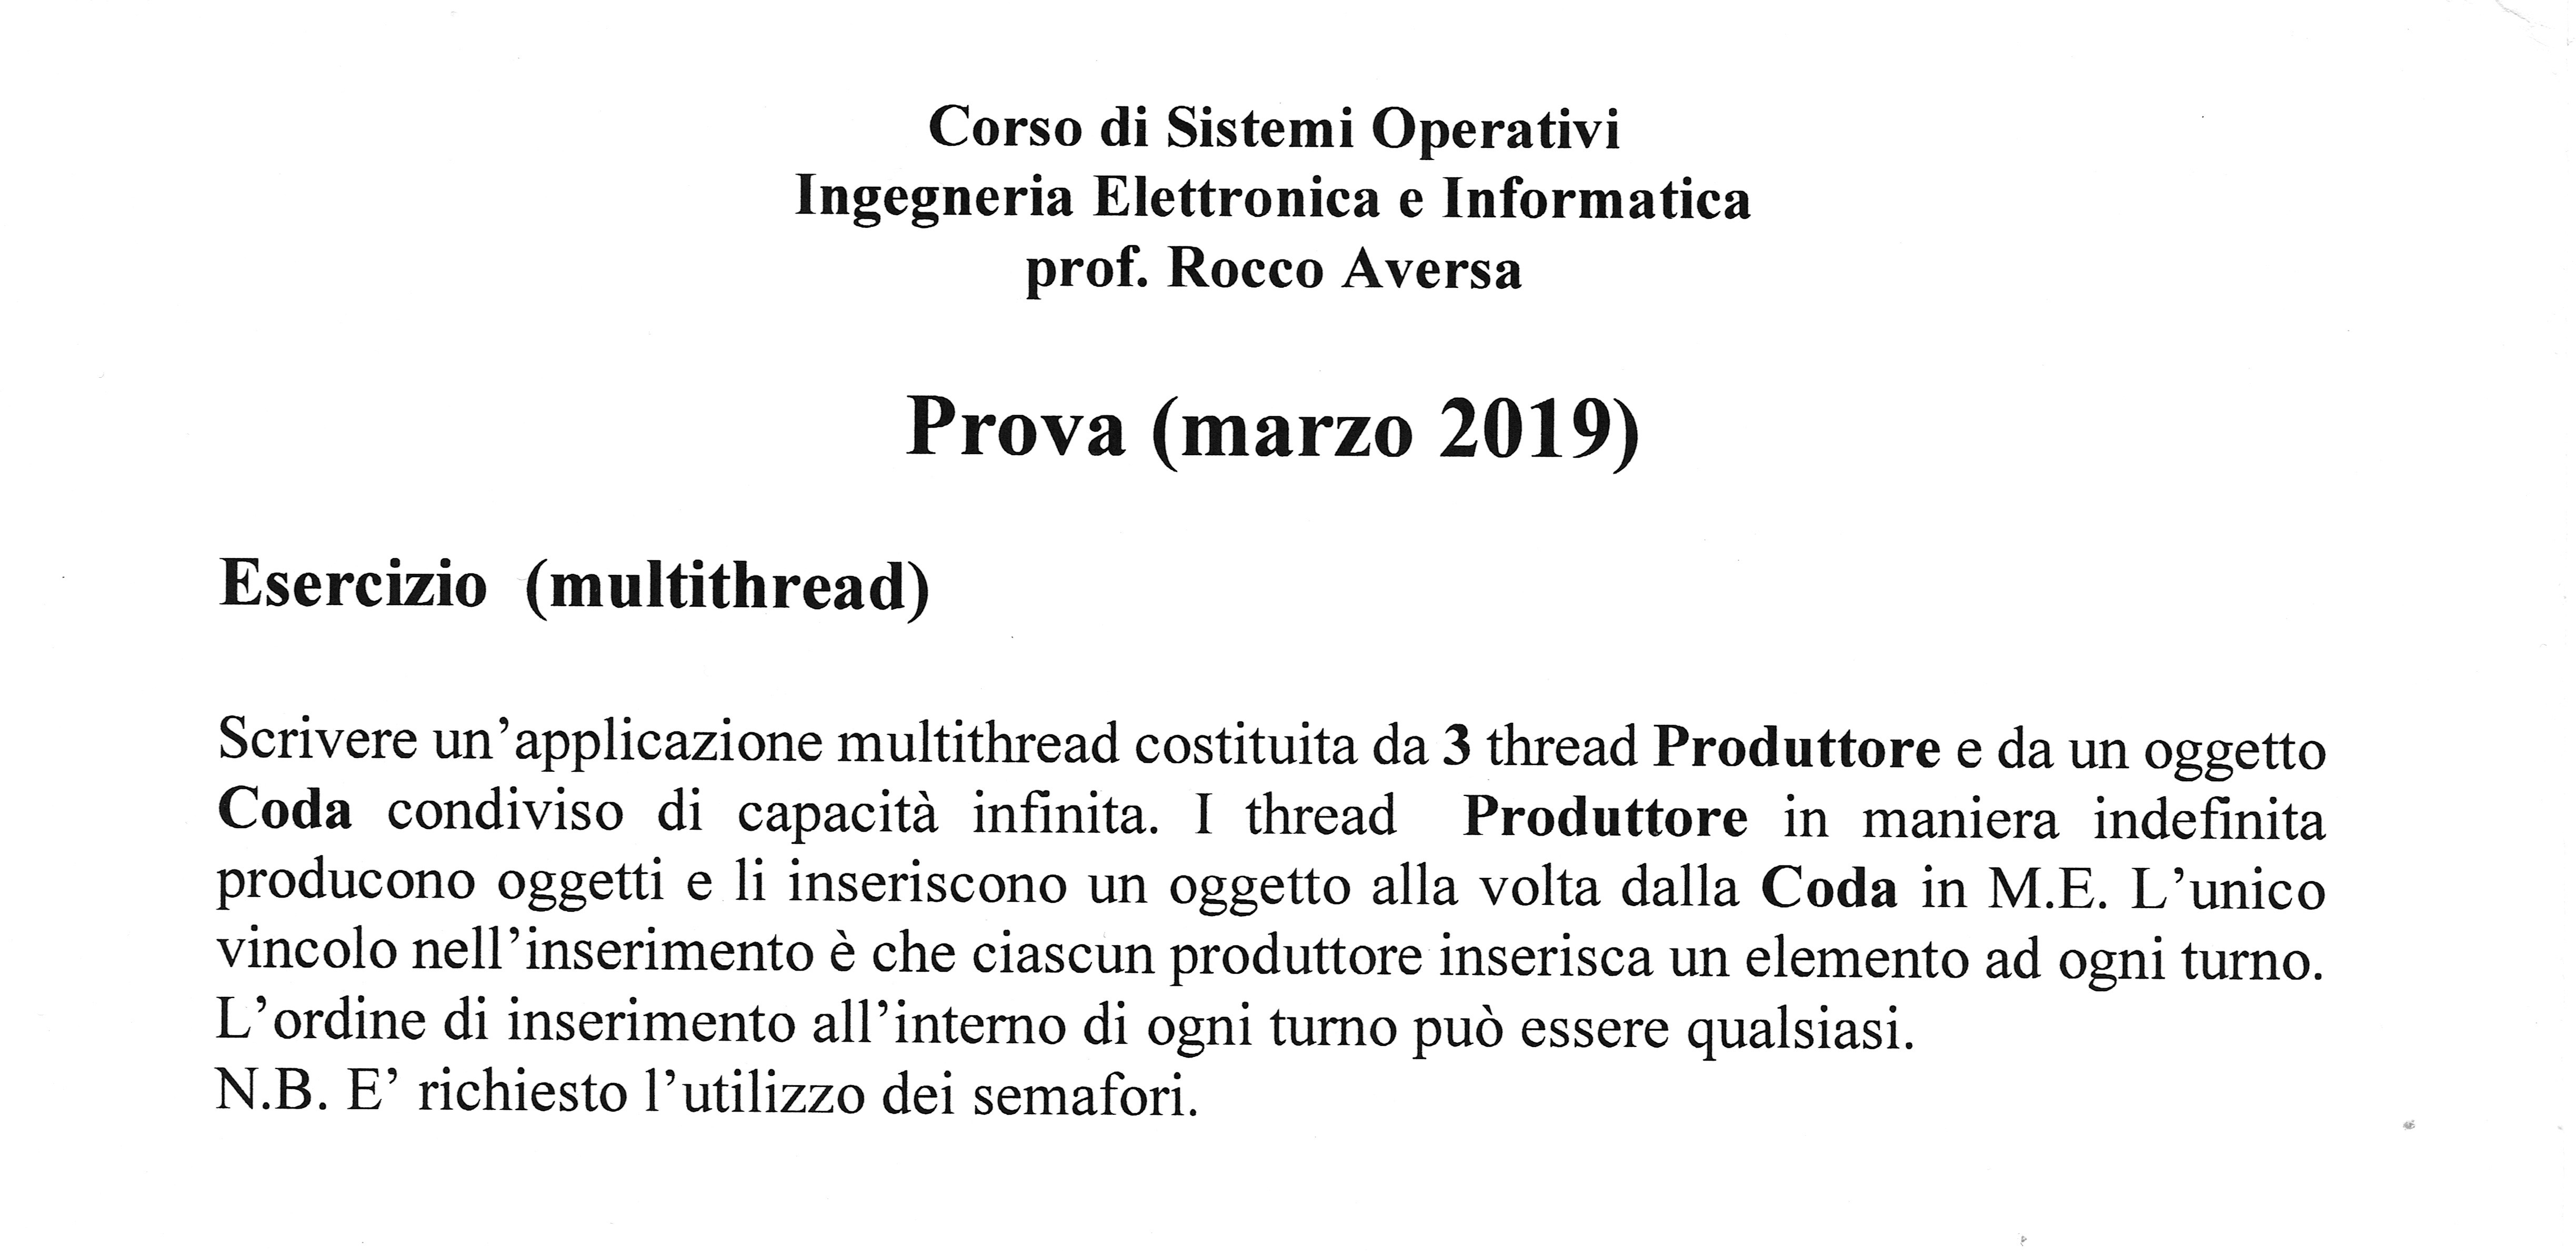 Corso di Sistemi Operativi
Ingegneria Elettronica e Informatica
prof. Rocco Aversa
Prova (marzo 2019)
Esercizio (multithread)
Scrivere un’applicazione multithread costituita da 3 thread Produttore e da un oggetto
Coda condiviso di capacità infinita. I thread Produttore in maniera indefinita
producono oggetti e li inseriscono un oggetto alla volta dalla Coda in M.E. L’unico
vincolo nell’inserimento è che ciascun produttore inserisca un elemento ad ogni turno.
L’ordine di inserimento all’interno di ogni turno può essere qualsiasi.
N.B. E’ richiesto l’utilizzo dei semafori.